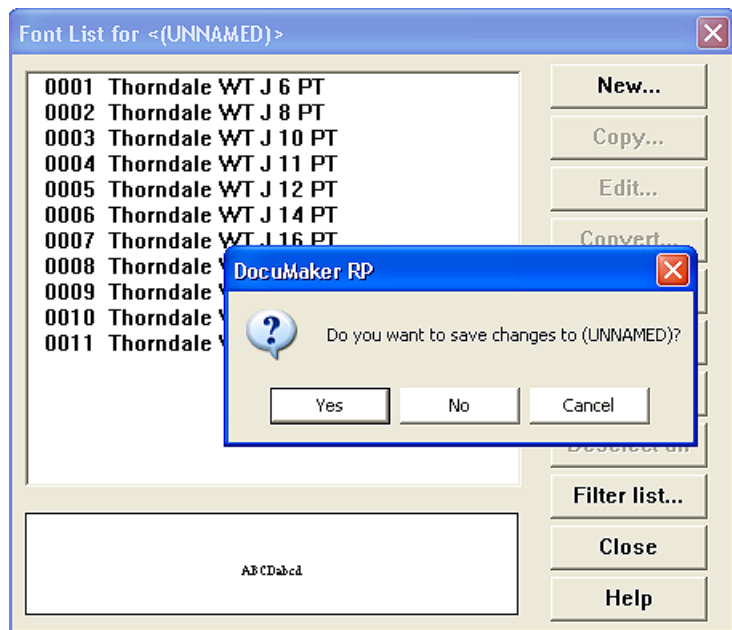 Font List for <(UNNAMED)>
0001 Thorndale WT J 6 PT
0002 Thorndale WT J 8 PT
0003 Thorndale WT J 10 PT
0004 Thorndale WT J 11 PT
0005 Thorndale WT J 12 PT
0006 Thorndale WT J 14 PT
0007 Thorndale WT J 16 PT
0008 Thorndale
0009 Thorndale
0010 Thorndale
0011 Thorndale
New...
Copy...
Edit...
Convert...
DocuMaker RP
Do you want to save changes to (UNNAMED)?
Yes
No
Cancel
Deselect all
Filter list...
Close
Help
ABCDabcd